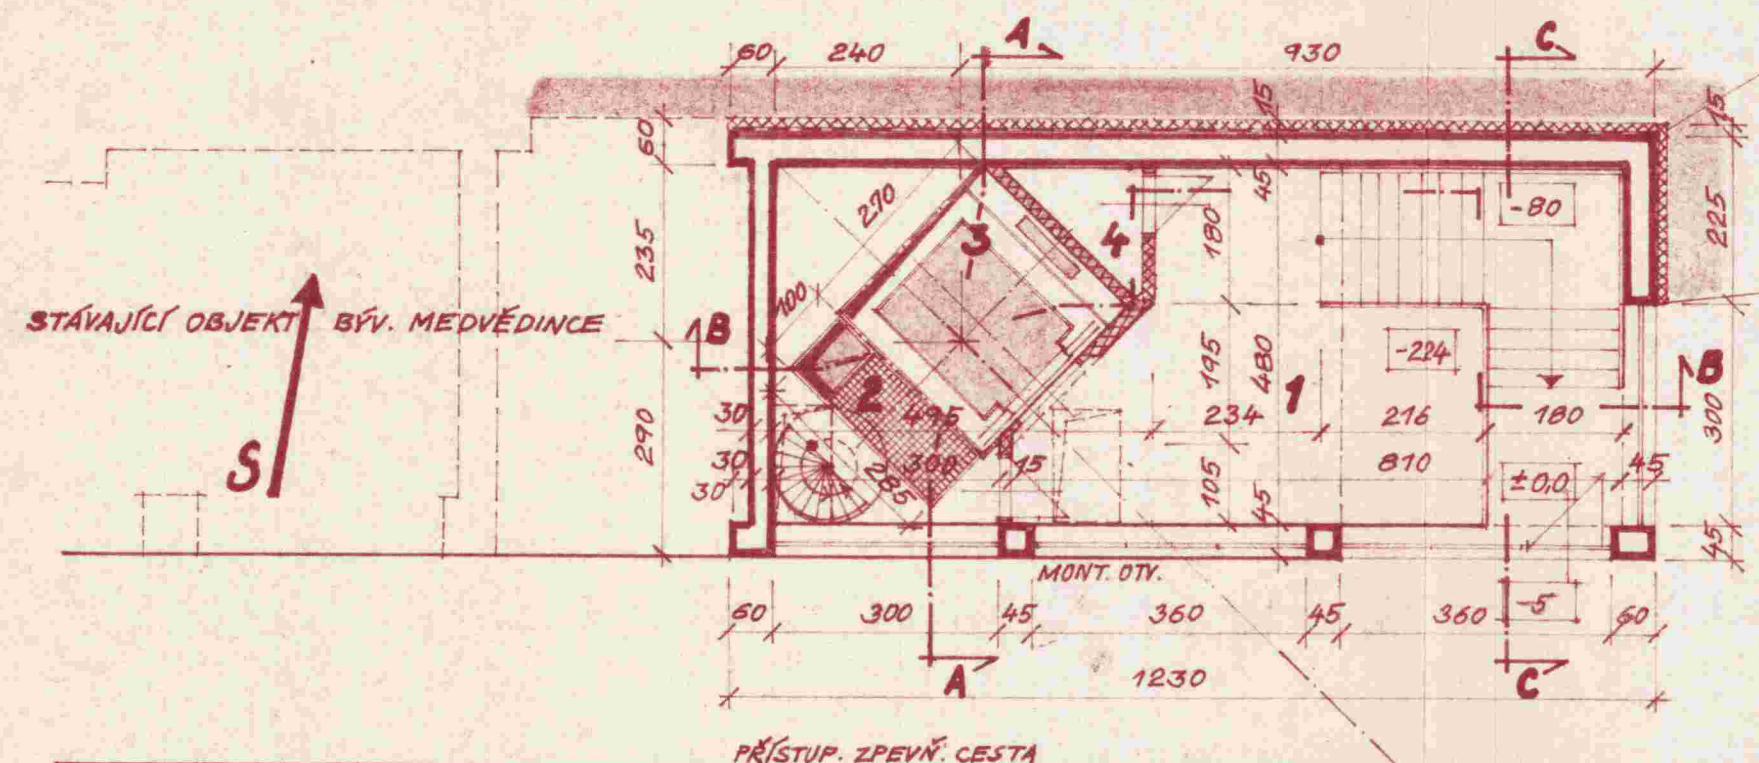 A C
60 240 930
15 15
60
235
290
45
270 180 -80 225
3 4
STÁVAJÍCÍ OBJEKT BÝV. MEDVĚDINCE
100
B B
195 480 -224
2 1
30 495 234 216 180 300
30 300 15 810 45
30 285 105 45 ±0,0
S
45
MONT. OTV.
-5
60 300 45 360 45 360 60
A C
1230
PŘÍSTUP. ZPEVŇ. CESTA